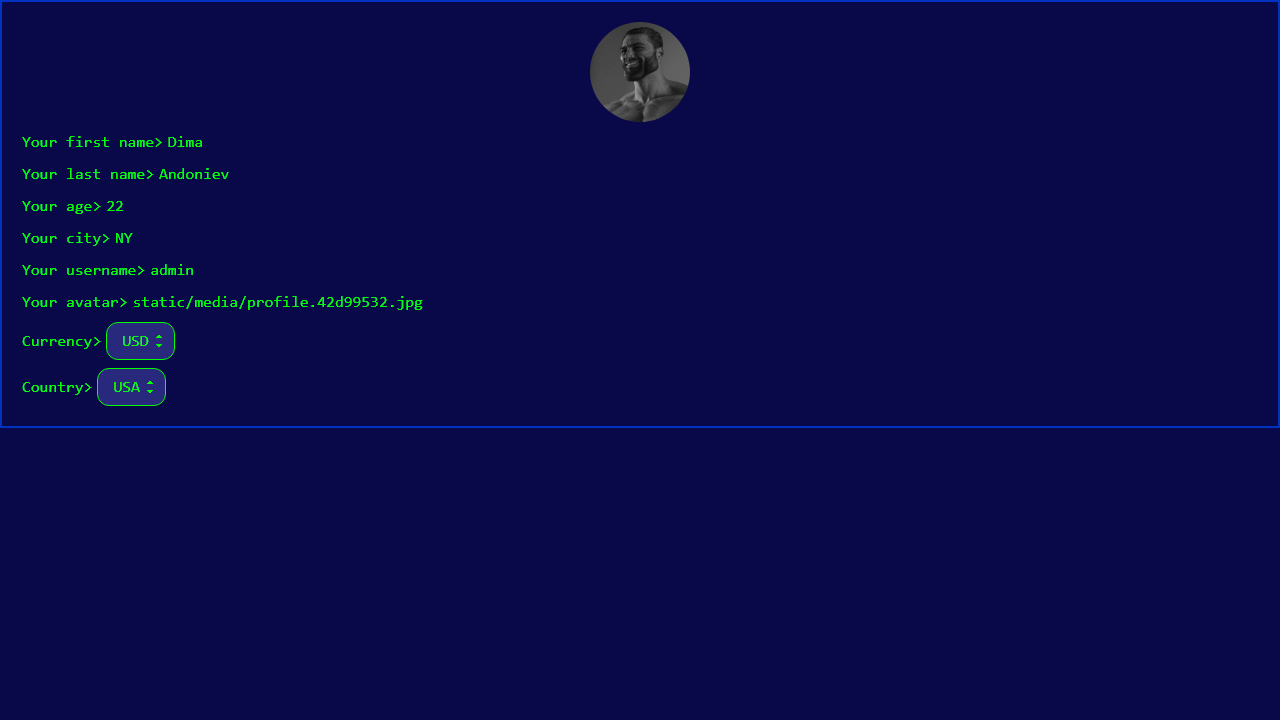 Your first name> Dima
Your last name> Andoniev
Your age> 22
Your city> NY
Your username> admin
Your avatar> static/media/profile.42d99532.jpg
Currency> USD
Country> USA